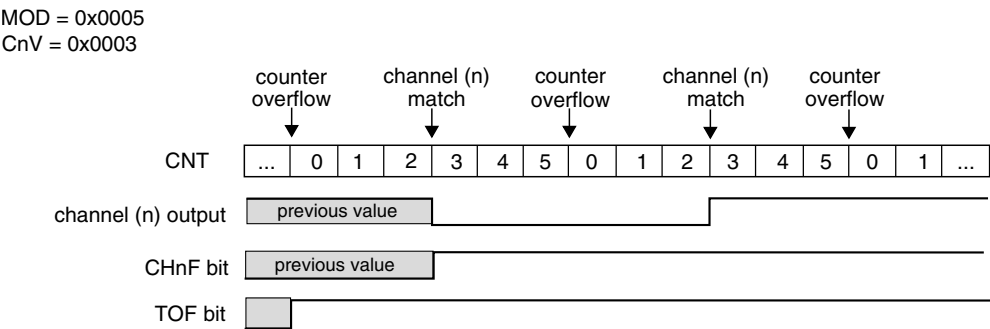 MOD = 0x0005
CnV = 0x0003
counter overflow
channel (n) match
counter overflow
channel (n) match
counter overflow
CNT ... 0 1 2 3 4 5 0 1 2 3 4 5 0 1 ...
channel (n) output previous value
CHnF bit previous value
TOF bit